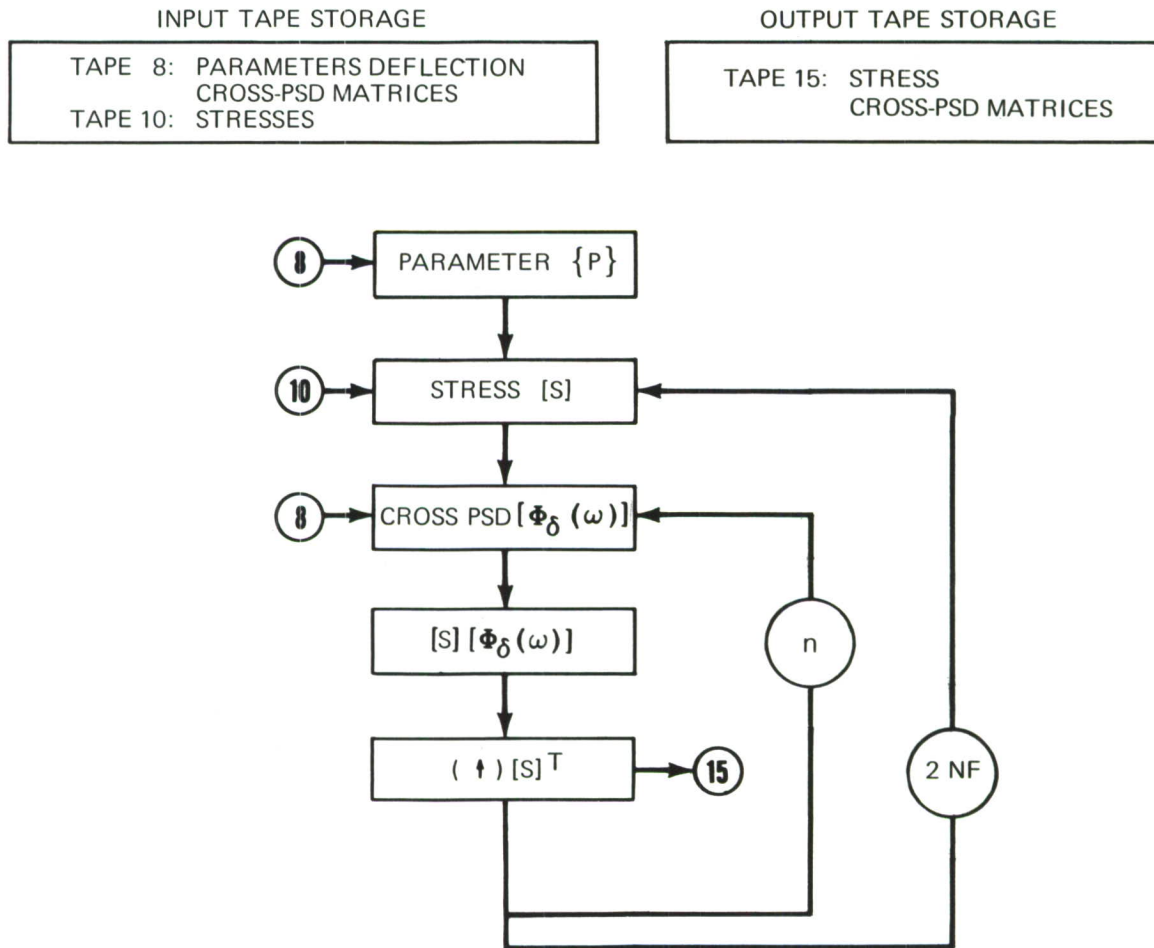 INPUT TAPE STORAGE
TAPE 8: PARAMETERS DEFLECTION
CROSS-PSD MATRICES
TAPE 10: STRESSES
OUTPUT TAPE STORAGE
TAPE 15: STRESS
CROSS-PSD MATRICES
8
PARAMETER {P}
10
STRESS [S]
8
CROSS PSD [Φδ (ω)]
[S] [Φδ(ω)]
n
(↑) [S]T
15
2 NF